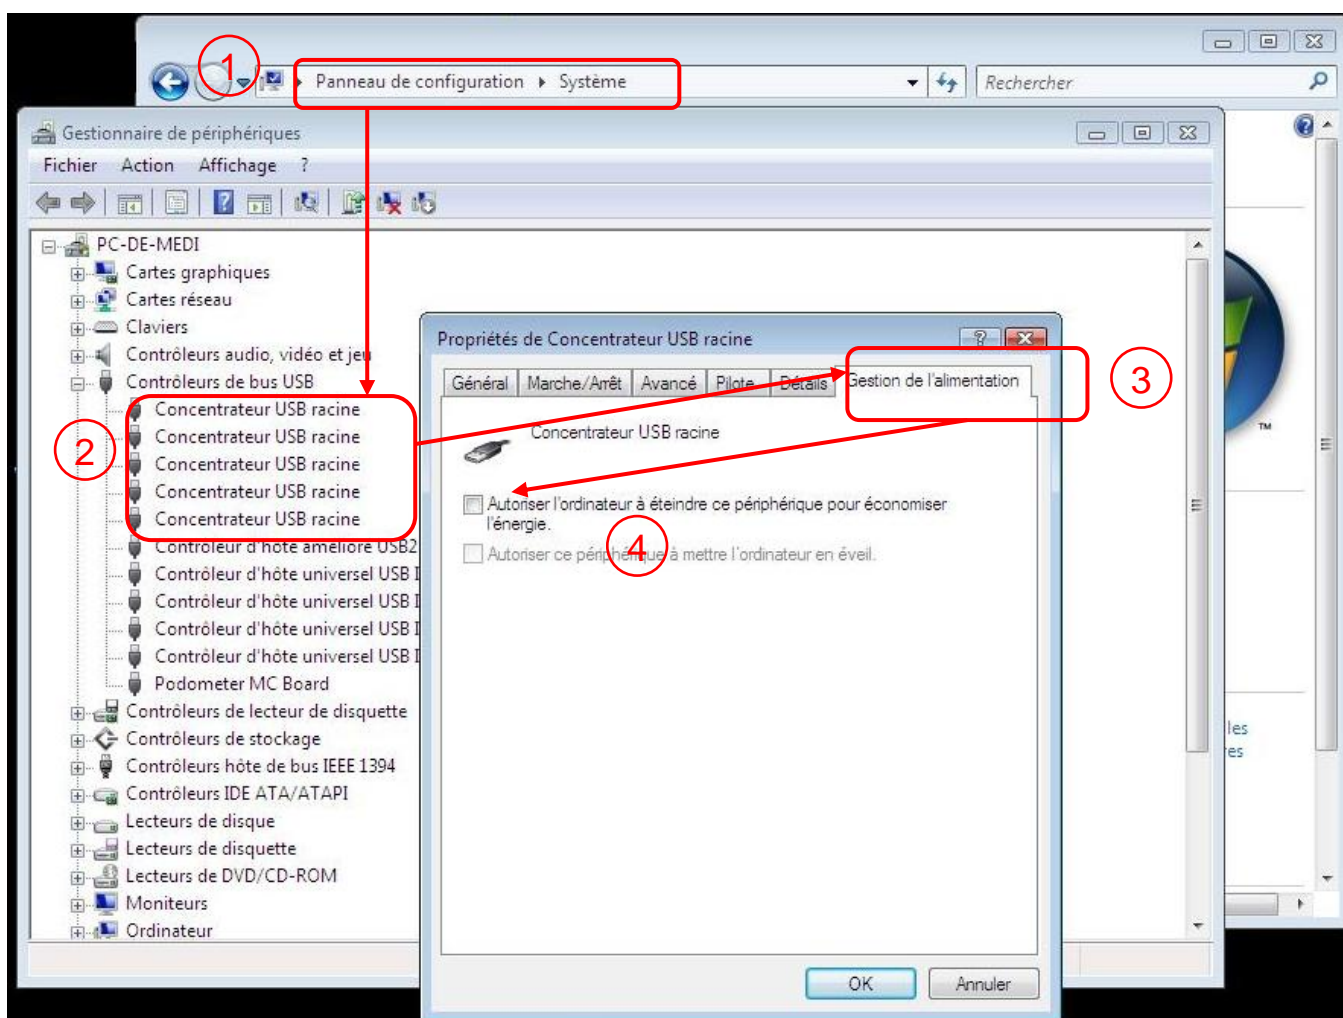 1
Panneau de configuration Système
Rechercher
Gestionnaire de périphériques
Fichier Action Affichage ?
PC-DE-MEDI
Cartes graphiques
Cartes réseau
Claviers
Contrôleurs audio, vidéo et jeu
Contrôleurs de bus USB
Concentrateur USB racine
Concentrateur USB racine
Concentrateur USB racine
Concentrateur USB racine
Concentrateur USB racine
Contrôleur d'hôte amélioré USB2
Contrôleur d'hôte universel USB I
Contrôleur d'hôte universel USB I
Contrôleur d'hôte universel USB I
Contrôleur d'hôte universel USB I
Podometer MC Board
Contrôleurs de lecteur de disquette
Contrôleurs de stockage
Contrôleurs hôte de bus IEEE 1394
Contrôleurs IDE ATA/ATAPI
Lecteurs de disque
Lecteurs de disquette
Lecteurs de DVD/CD-ROM
Moniteurs
Ordinateur
2
Propriétés de Concentrateur USB racine
Général Marche/Arrêt Avancé Pilote Détails Gestion de l'alimentation
3
Concentrateur USB racine
Autoriser l'ordinateur à éteindre ce périphérique pour économiser
l'énergie.
4
Autoriser ce périphérique à mettre l'ordinateur en éveil.
OK Annuler
TM
les
es